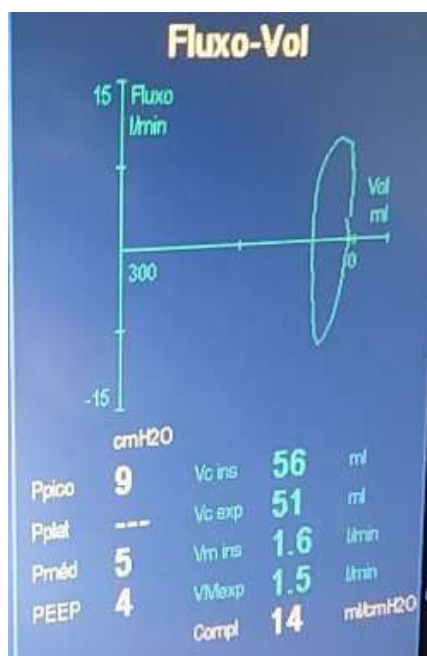 Fluxo-Vol
15 Fluxo
l/min
Vol
ml
300 0
-15
cmH2O
Ppico 9 Vc ins 56 ml
Pplat --- Vc exp 51 ml
Pméd 5 Vm ins 1.6 l/min
PEEP 4 VMexp 1.5 l/min
Compl 14 ml/cmH2O